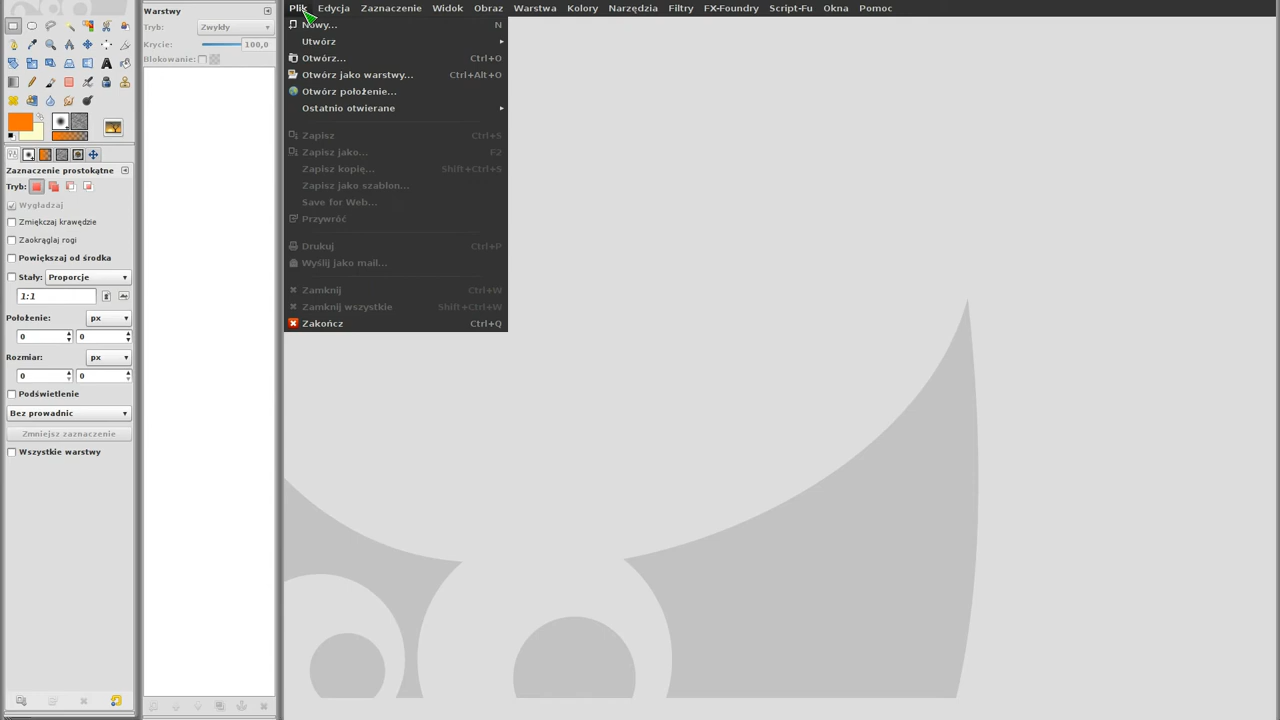 Plik Edycja Zaznaczenie Widok Obraz Warstwa Kolory Narzędzia Filtry FX-Foundry Script-Fu Okna Pomoc
Nowy... N
Utwórz
Otwórz... Ctrl+O
Otwórz jako warstwy... Ctrl+Alt+O
Otwórz położenie...
Ostatnio otwierane
Zapisz Ctrl+S
Zapisz jako... F2
Zapisz kopię... Shift+Ctrl+S
Zapisz jako szablon...
Save for Web...
Przywróć
Drukuj Ctrl+P
Wyślij jako mail...
Zamknij Ctrl+W
Zamknij wszystkie Shift+Ctrl+W
Zakończ Ctrl+Q
Warstwy
Tryb: Zwykły
Krycie: 100,0
Blokowanie:
Zaznaczenie prostokątne
Tryb:
Wygładzaj
Zmiękczaj krawędzie
Zaokrąglaj rogi
Powiększaj od środka
Stały: Proporcje
1:1
Położenie: px
0 0
Rozmiar: px
0 0
Podświetlenie
Bez prowadnic
Zmniejsz zaznaczenie
Wszystkie warstwy